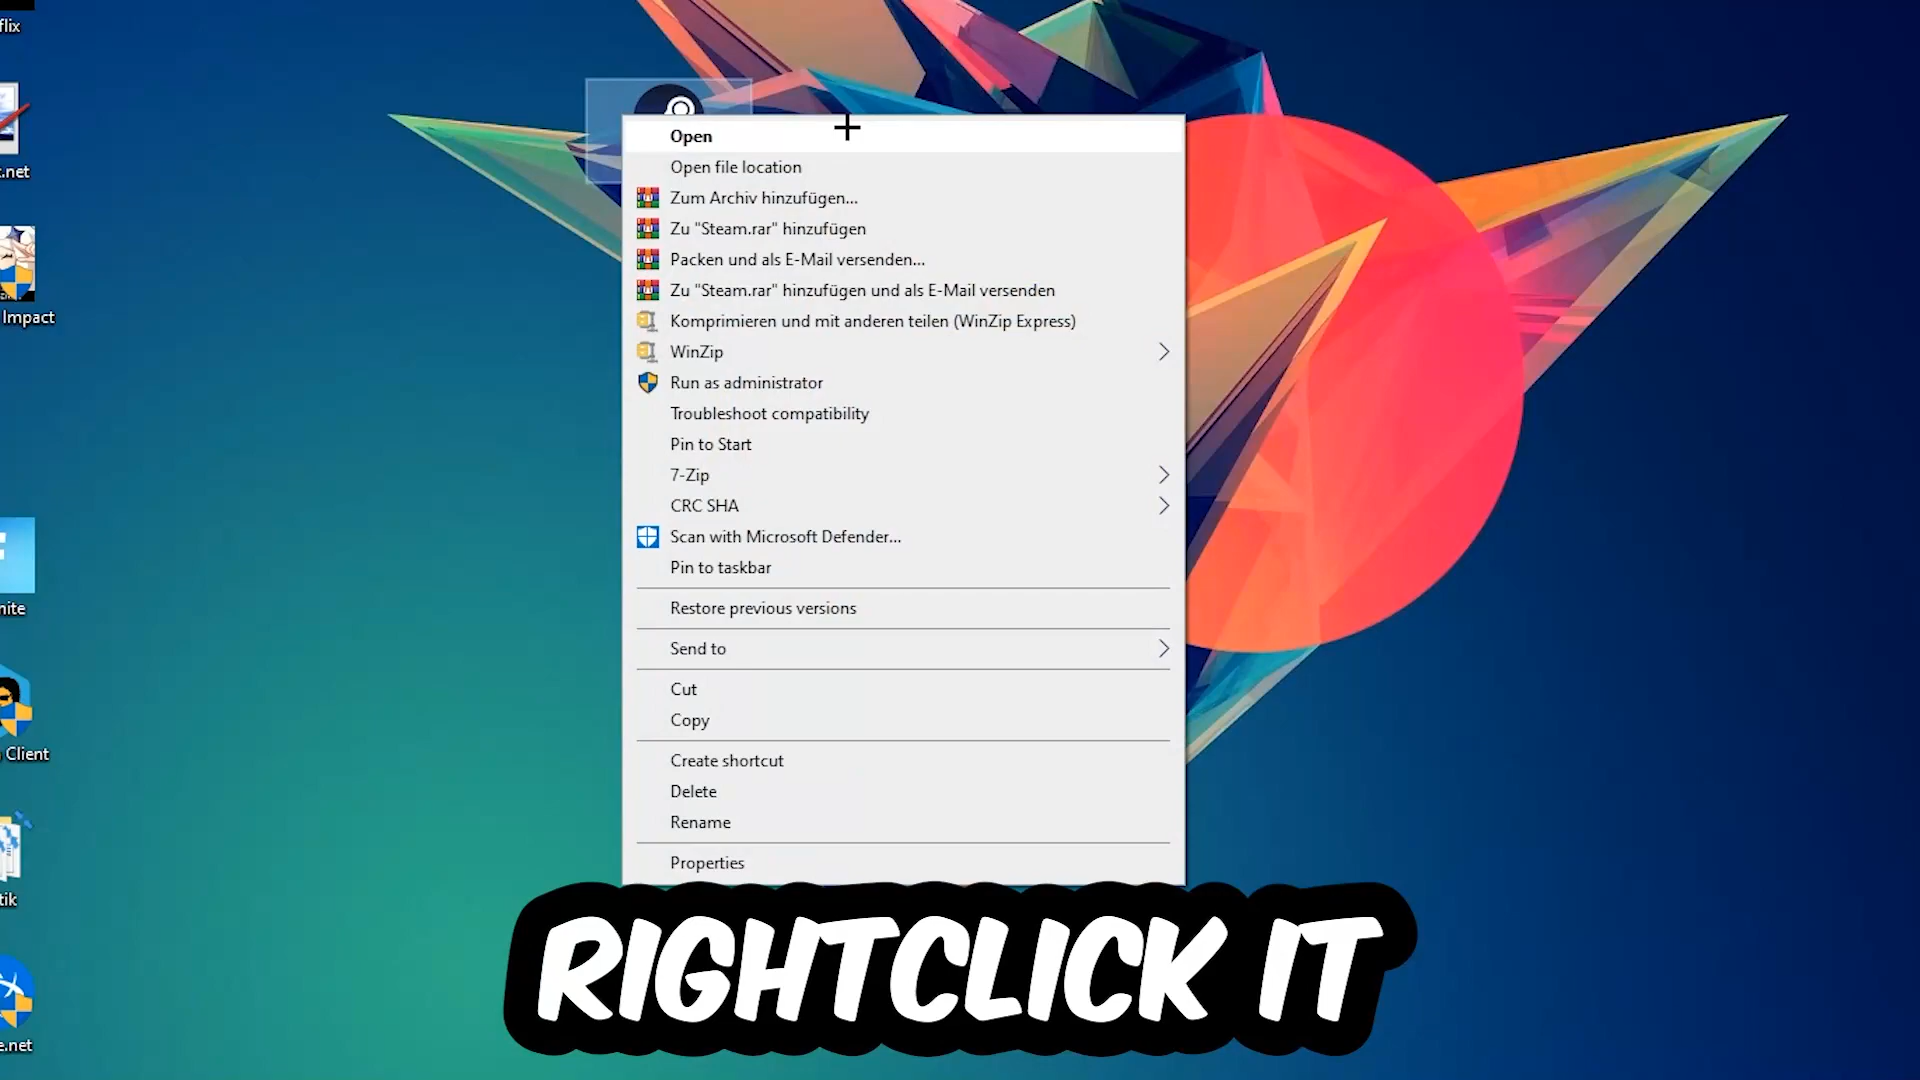 flix
.net
Impact
nite
Client
tik
e.net
Open
Open file location
Zum Archiv hinzufügen...
Zu "Steam.rar" hinzufügen
Packen und als E-Mail versenden...
Zu "Steam.rar" hinzufügen und als E-Mail versenden
Komprimieren und mit anderen teilen (WinZip Express)
WinZip
Run as administrator
Troubleshoot compatibility
Pin to Start
7-Zip
CRC SHA
Scan with Microsoft Defender...
Pin to taskbar
Restore previous versions
Send to
Cut
Copy
Create shortcut
Delete
Rename
Properties
RIGHTCLICK IT